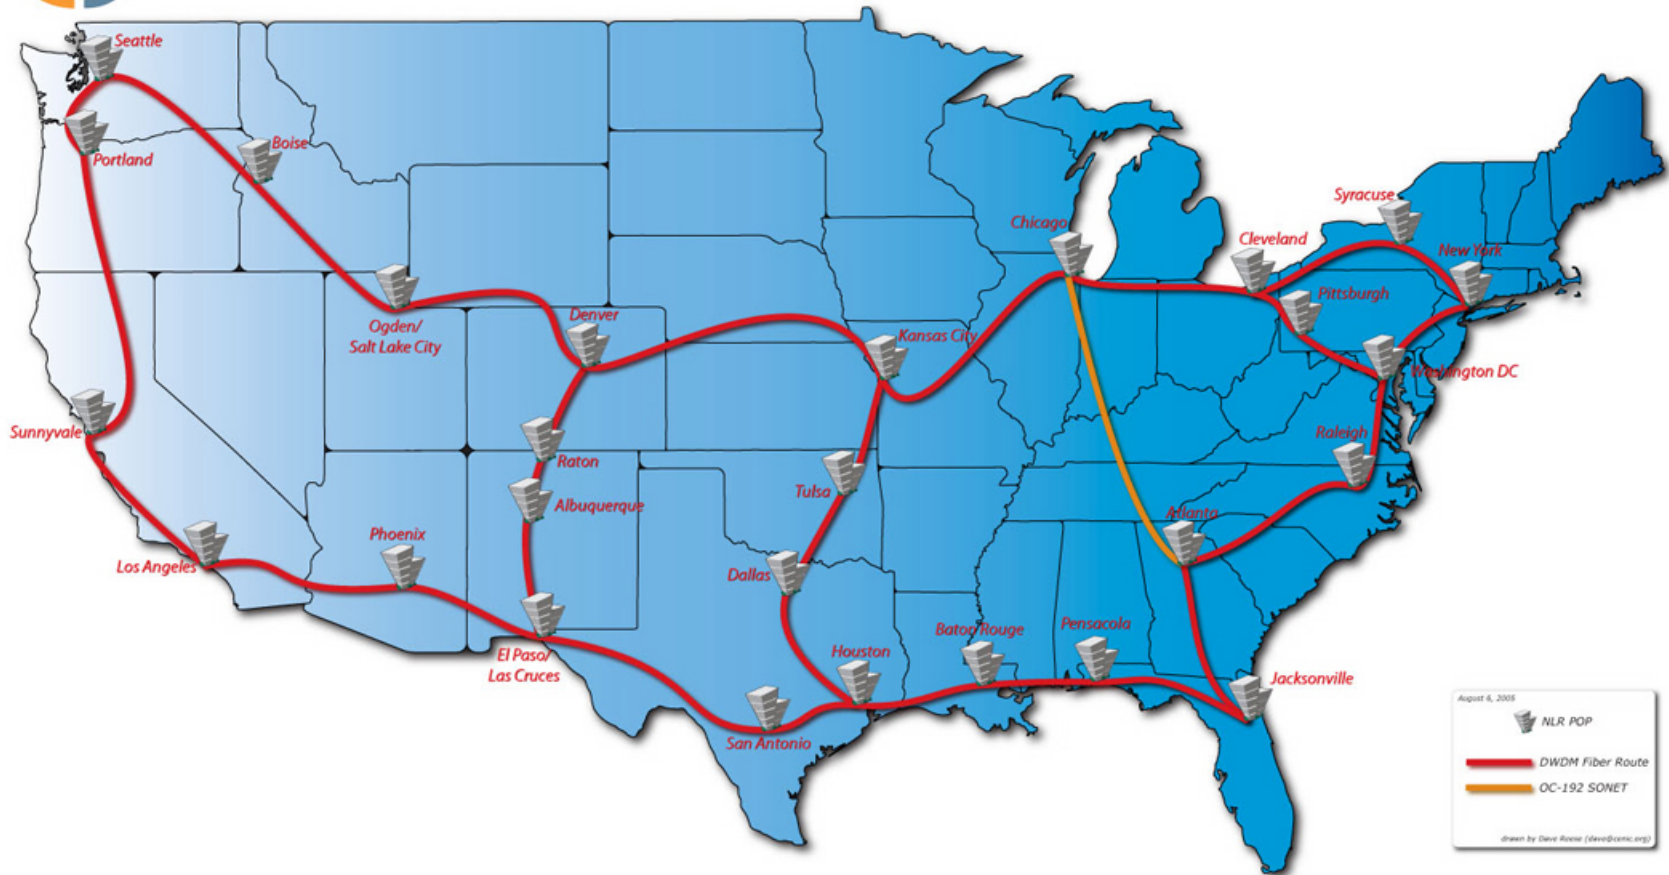 Seattle
Portland
Boise
Ogden/
Salt Lake City
Denver
Kansas City
Chicago
Cleveland
Syracuse
New York
Pittsburgh
Washington DC
Raleigh
Sunnyvale
Raton
Albuquerque
Tulsa
Atlanta
Los Angeles
Phoenix
Dallas
El Paso/
Las Cruces
San Antonio
Houston
Baton Rouge
Pensacola
Jacksonville
August 6, 2005
NLR POP
DWDM Fiber Route
OC-192 SONET
drawn by Dave Reese (dave@cenic.org)